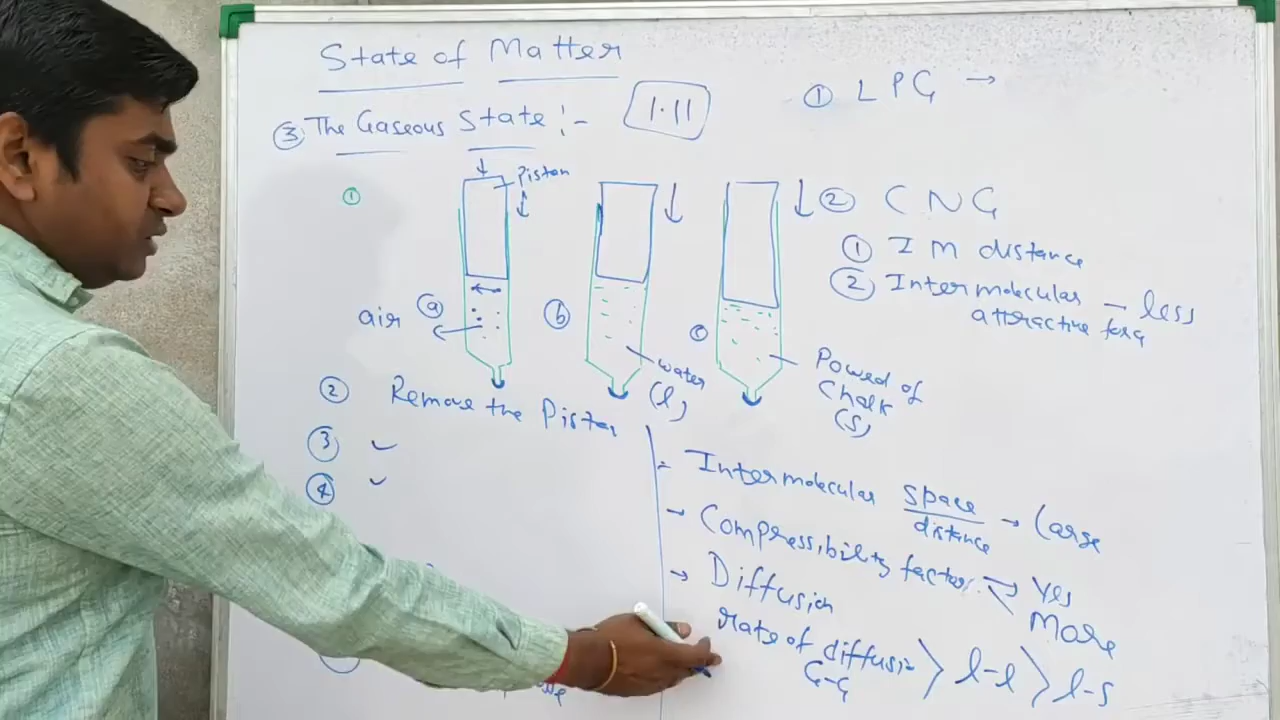 State of Matter
③ The Gaseous State :-
1.11
① LPG →
①
Piston
② CNG
① IM distance
② Intermolecular – less
attractive force
air
ⓐ
ⓑ
ⓒ
water
(l)
Powed of
Chalk
(S)
② Remove the Piston
③ ✓
④ ✓
- Intermolecular space/distance → Large
→ Compressibility factor → Yes
More
→ Diffusion
rate of diffusion
G-G > l-l > l-s